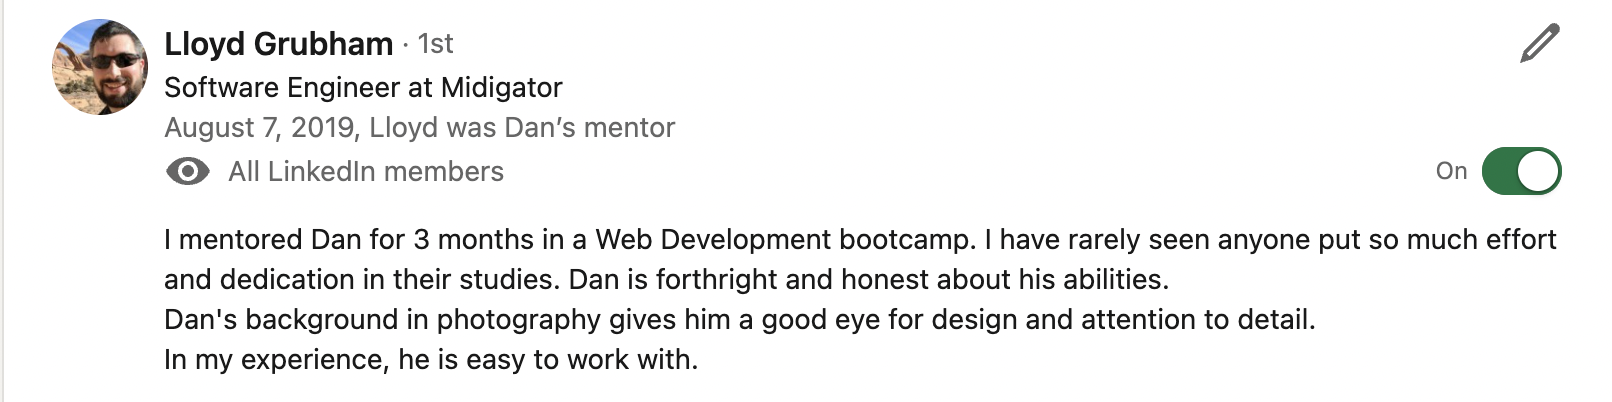 Lloyd Grubham · 1st
Software Engineer at Midigator
August 7, 2019, Lloyd was Dan’s mentor
All LinkedIn members
On
I mentored Dan for 3 months in a Web Development bootcamp. I have rarely seen anyone put so much effort
and dedication in their studies. Dan is forthright and honest about his abilities.
Dan's background in photography gives him a good eye for design and attention to detail.
In my experience, he is easy to work with.